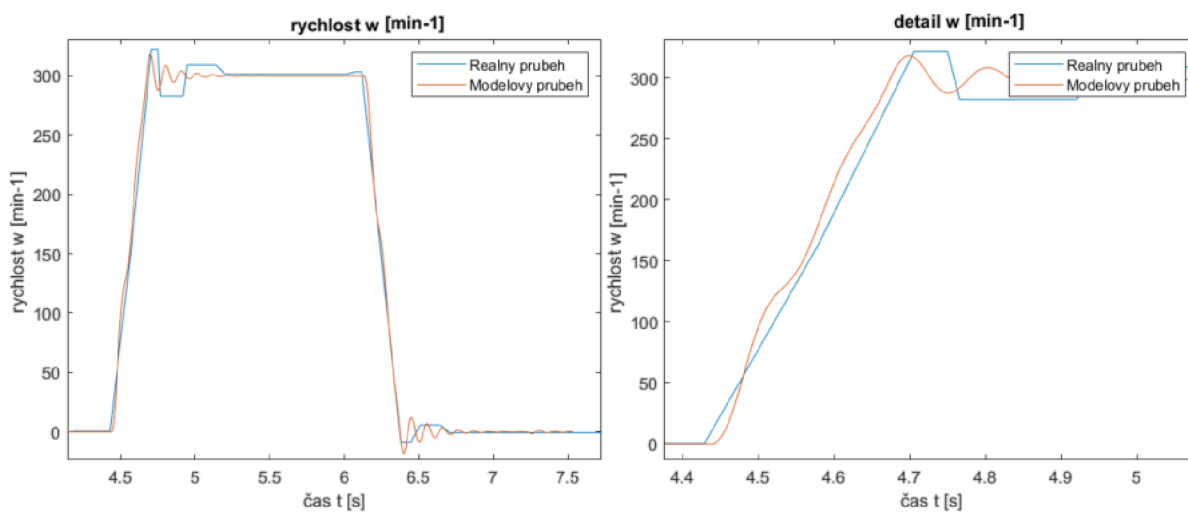 rychlost w [min-1]
rychlost w [min-1]
300
250
200
150
100
50
0
4.5 5 5.5 6 6.5 7 7.5
čas t [s]
Realny prubeh
Modelovy prubeh
detail w [min-1]
rychlost w [min-1]
300
250
200
150
100
50
0
4.4 4.5 4.6 4.7 4.8 4.9 5
čas t [s]
Realny prubeh
Modelovy prubeh